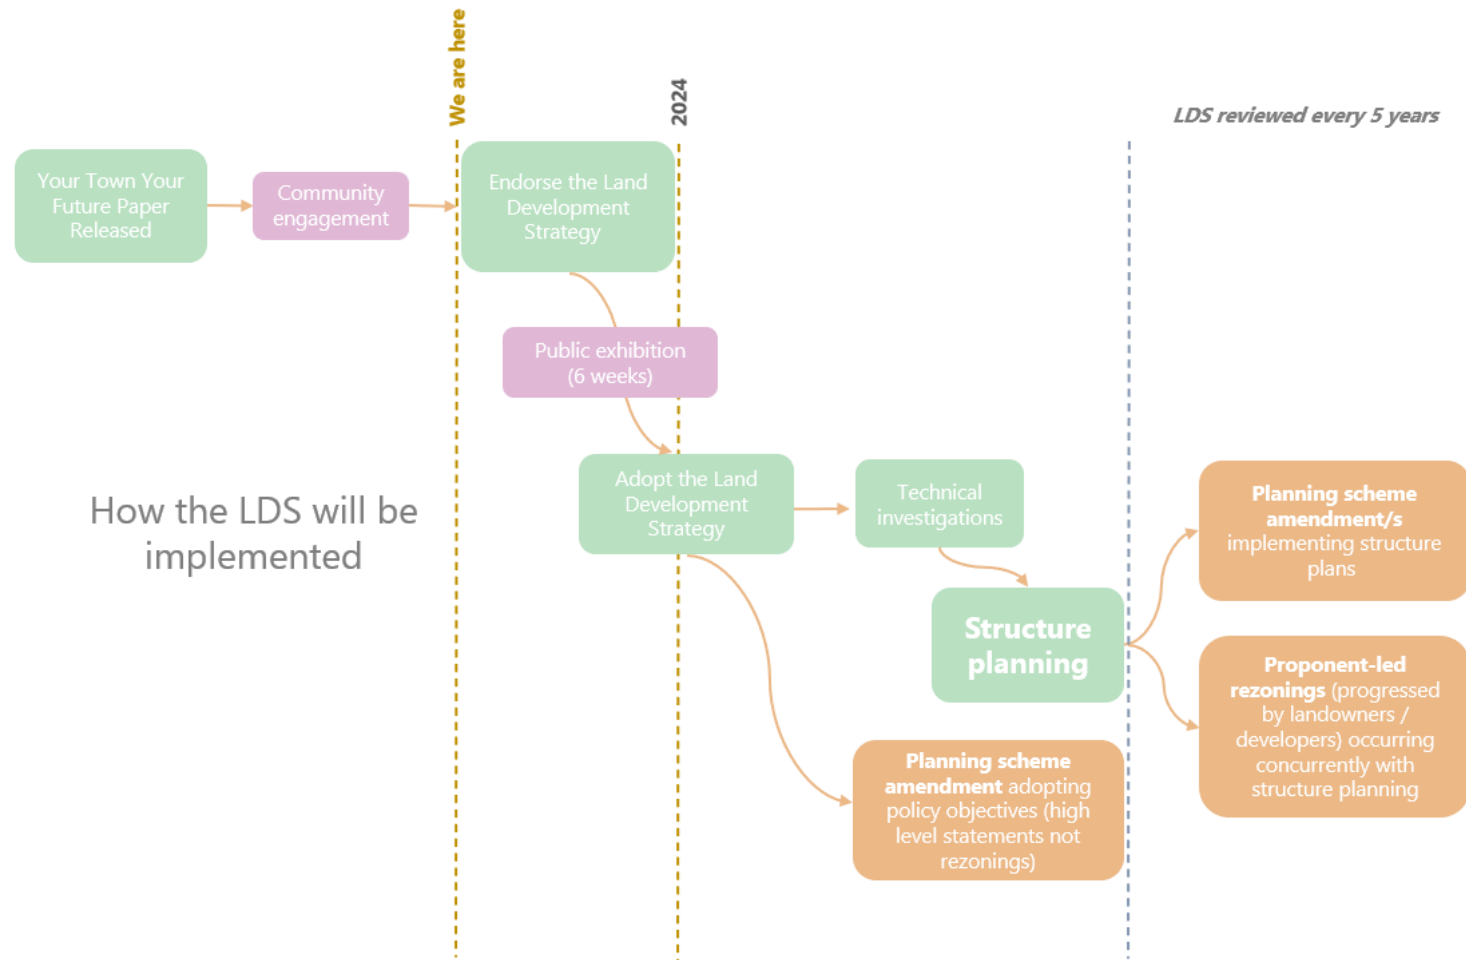 We are here
2024
LDS reviewed every 5 years
Your Town Your
Future Paper
Released
Community
engagement
Endorse the Land
Development
Strategy
Public exhibition
(6 weeks)
Adopt the Land
Development
Strategy
Technical
investigations
How the LDS will be
implemented
Structure
planning
Planning scheme
amendment/s
implementing structure
plans
Proponent-led
rezonings (progressed
by landowners /
developers) occurring
concurrently with
structure planning
Planning scheme
amendment adopting
policy objectives (high
level statements not
rezonings)